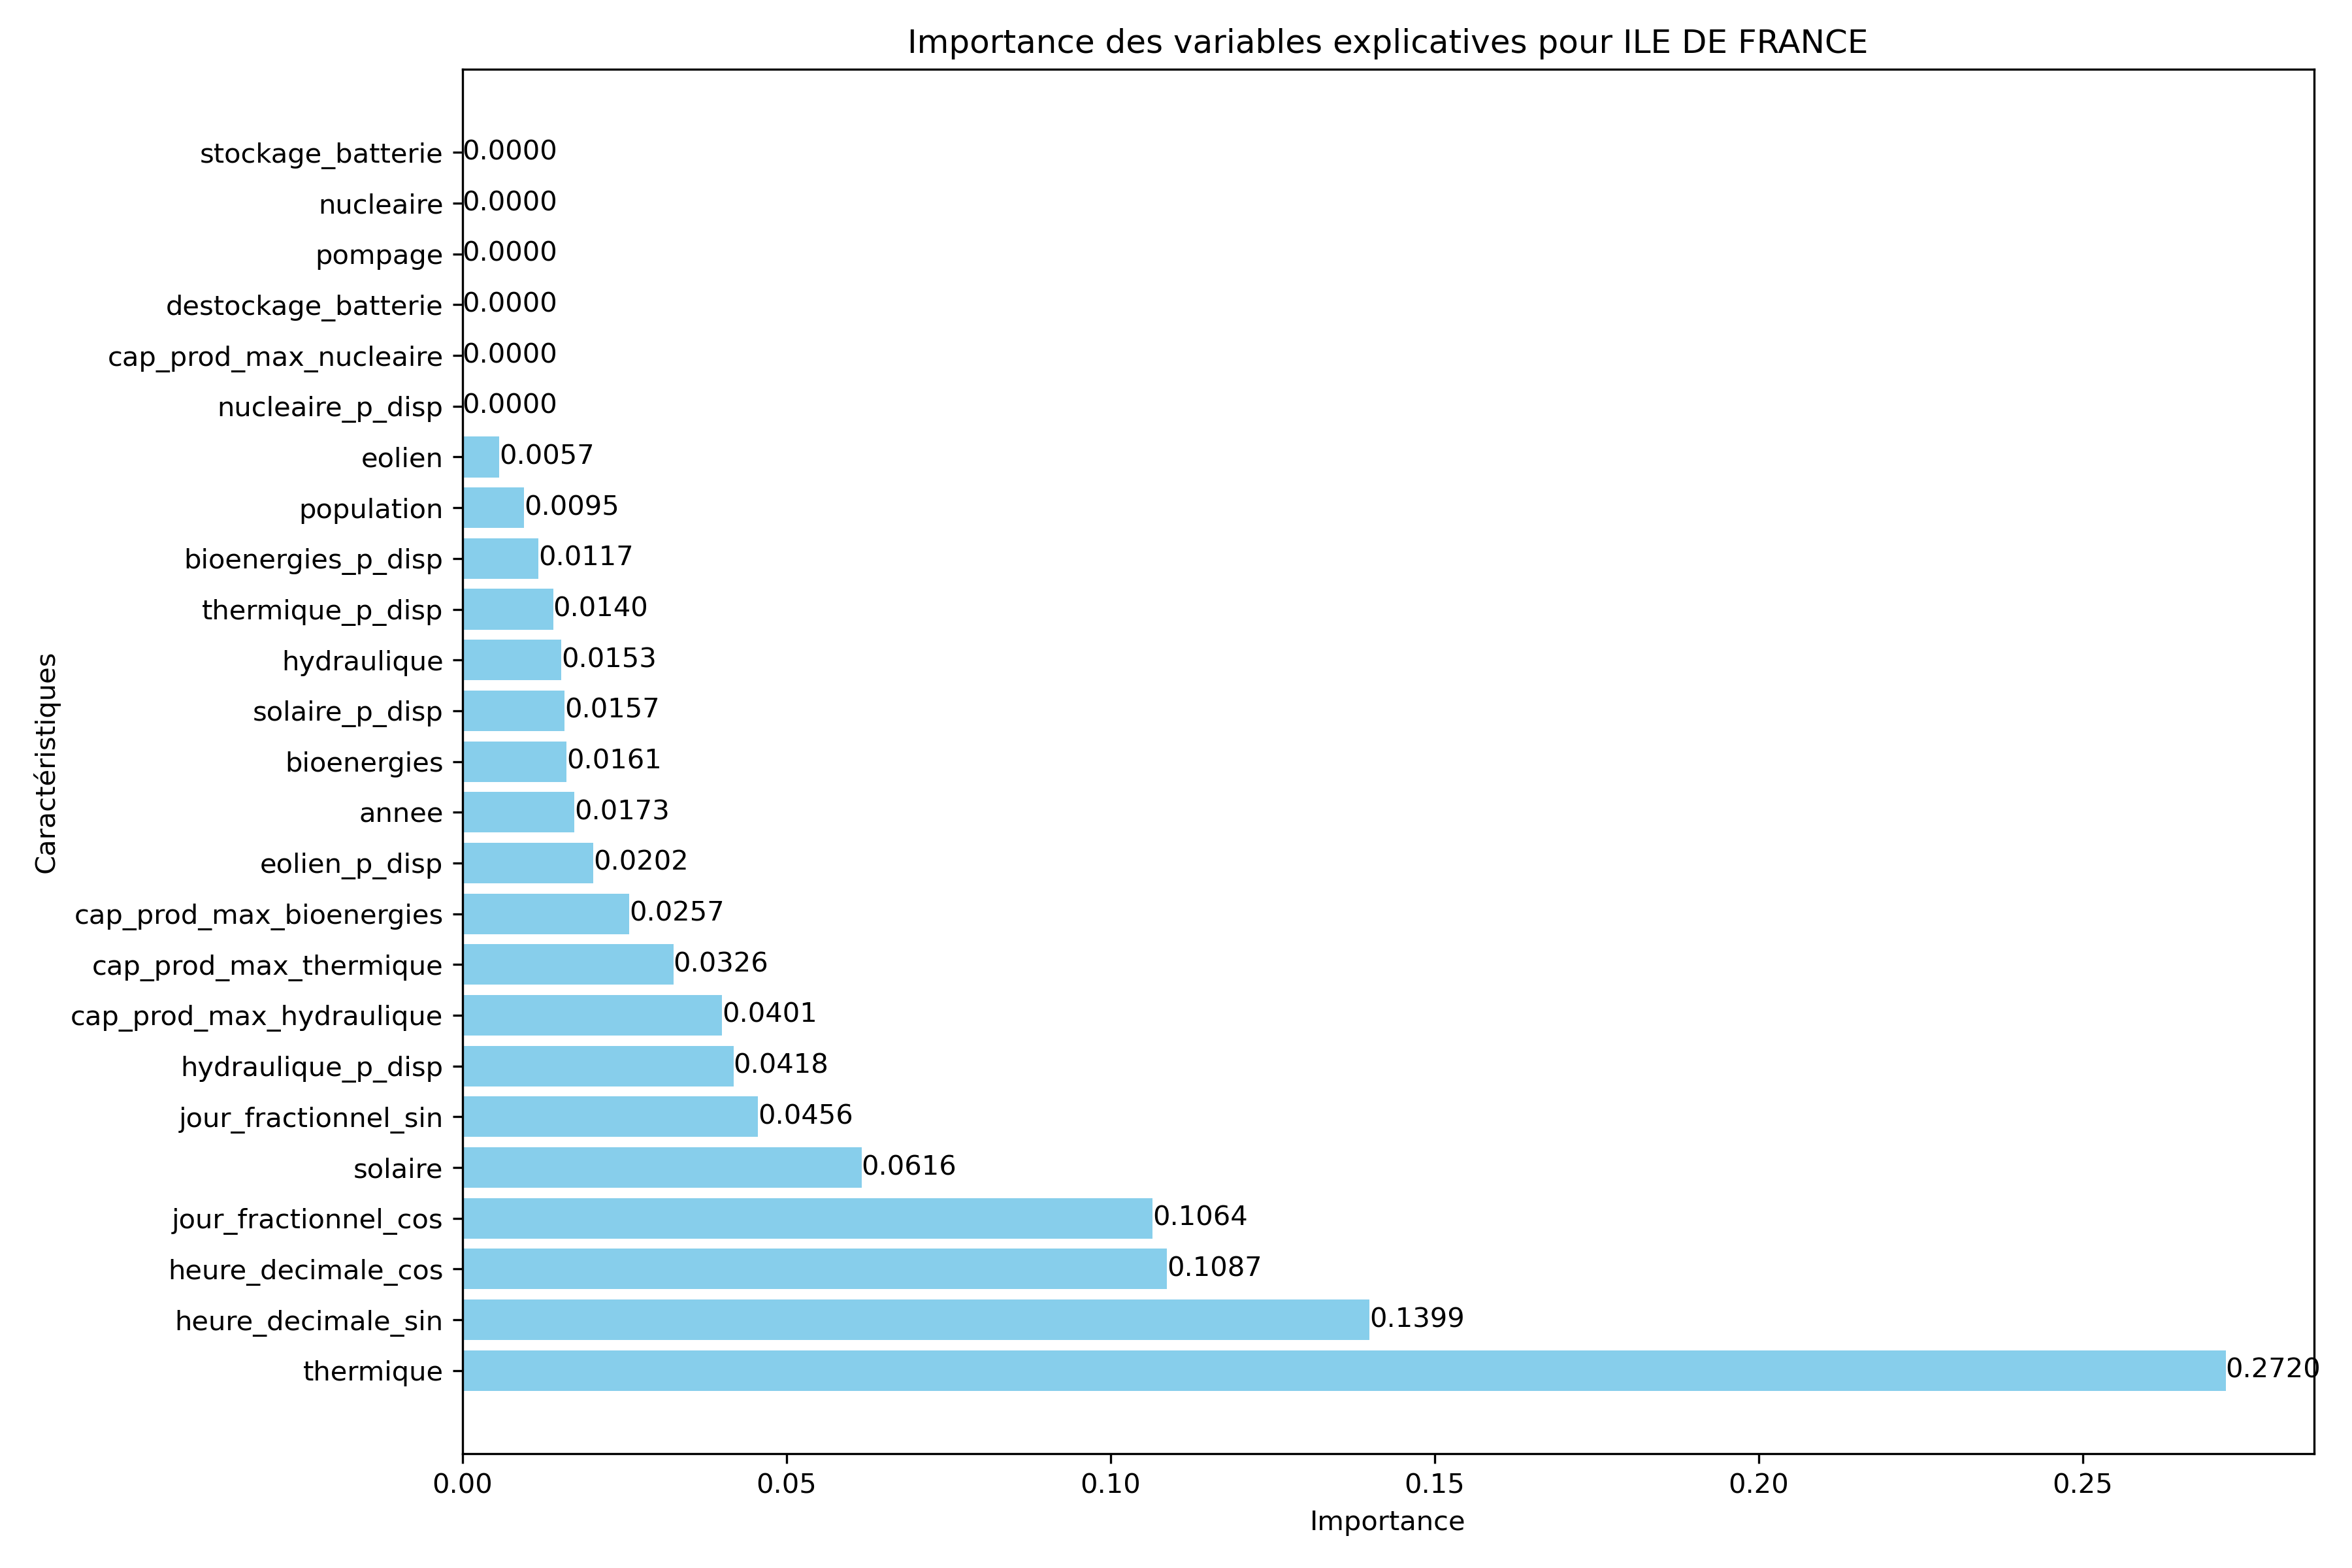 Importance des variables explicatives pour ILE DE FRANCE
stockage_batterie 0.0000
nucleaire 0.0000
pompage 0.0000
destockage_batterie 0.0000
cap_prod_max_nucleaire 0.0000
nucleaire_p_disp 0.0000
eolien 0.0057
population 0.0095
bioenergies_p_disp 0.0117
thermique_p_disp 0.0140
hydraulique 0.0153
solaire_p_disp 0.0157
bioenergies 0.0161
annee 0.0173
eolien_p_disp 0.0202
cap_prod_max_bioenergies 0.0257
cap_prod_max_thermique 0.0326
cap_prod_max_hydraulique 0.0401
hydraulique_p_disp 0.0418
jour_fractionnel_sin 0.0456
solaire 0.0616
jour_fractionnel_cos 0.1064
heure_decimale_cos 0.1087
heure_decimale_sin 0.1399
thermique 0.2720
Caractéristiques
0.00 0.05 0.10 0.15 0.20 0.25
Importance